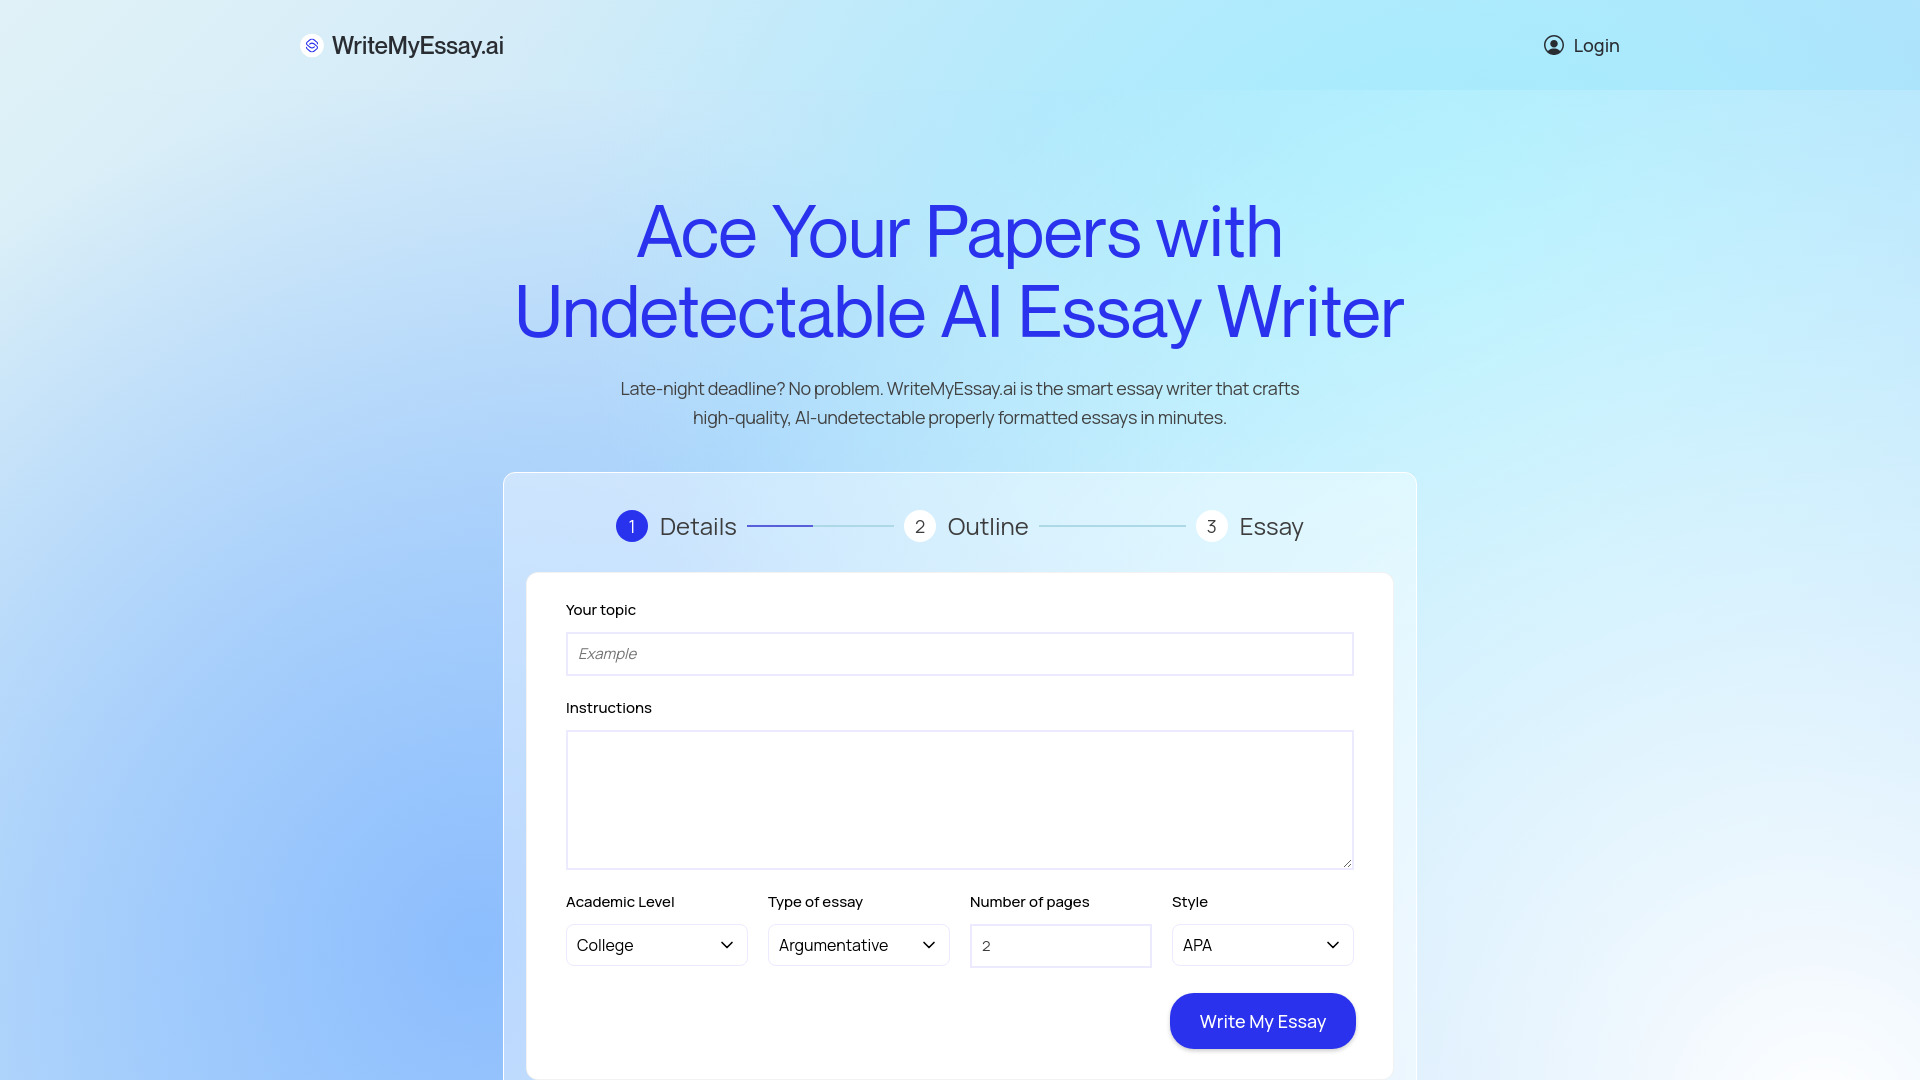 WriteMyEssay.ai
Login
Ace Your Papers with
Undetectable AI Essay Writer
Late-night deadline? No problem. WriteMyEssay.ai is the smart essay writer that crafts
high-quality, AI-undetectable properly formatted essays in minutes.
1 Details 2 Outline 3 Essay
Your topic
Example
Instructions
Academic Level Type of essay Number of pages Style
College Argumentative 2 APA
Write My Essay